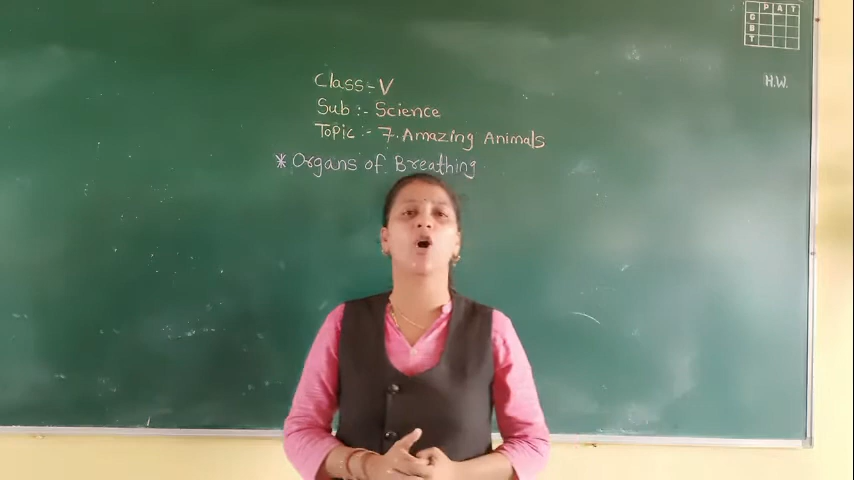 Class:- V
Sub :- Science
Topic :- 7. Amazing Animals
* Organs of Breathing
P A T
G
B
T
H.W.